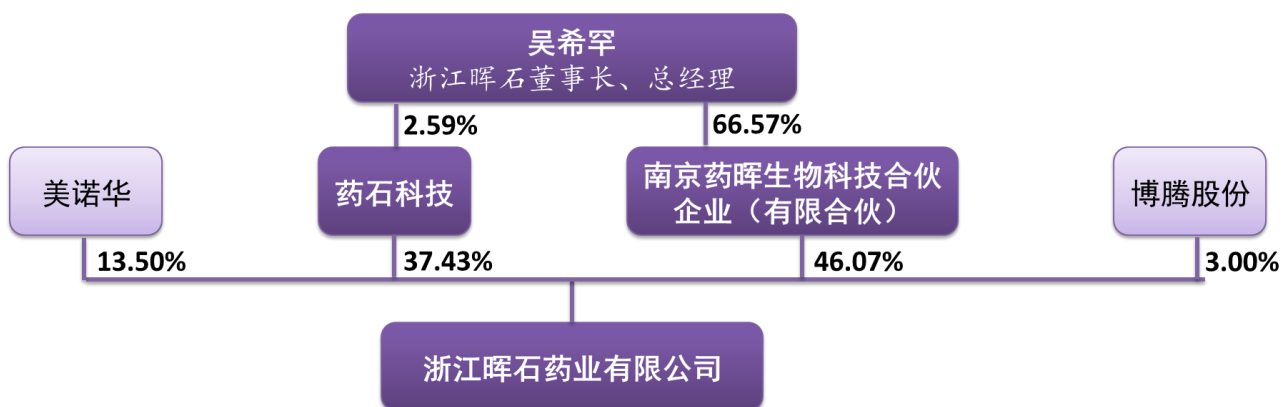 吴希罕
浙江晖石董事长、总经理
2.59%
66.57%
美诺华
药石科技
南京药晖生物科技合伙
企业（有限合伙）
博腾股份
13.50%
37.43%
46.07%
3.00%
浙江晖石药业有限公司